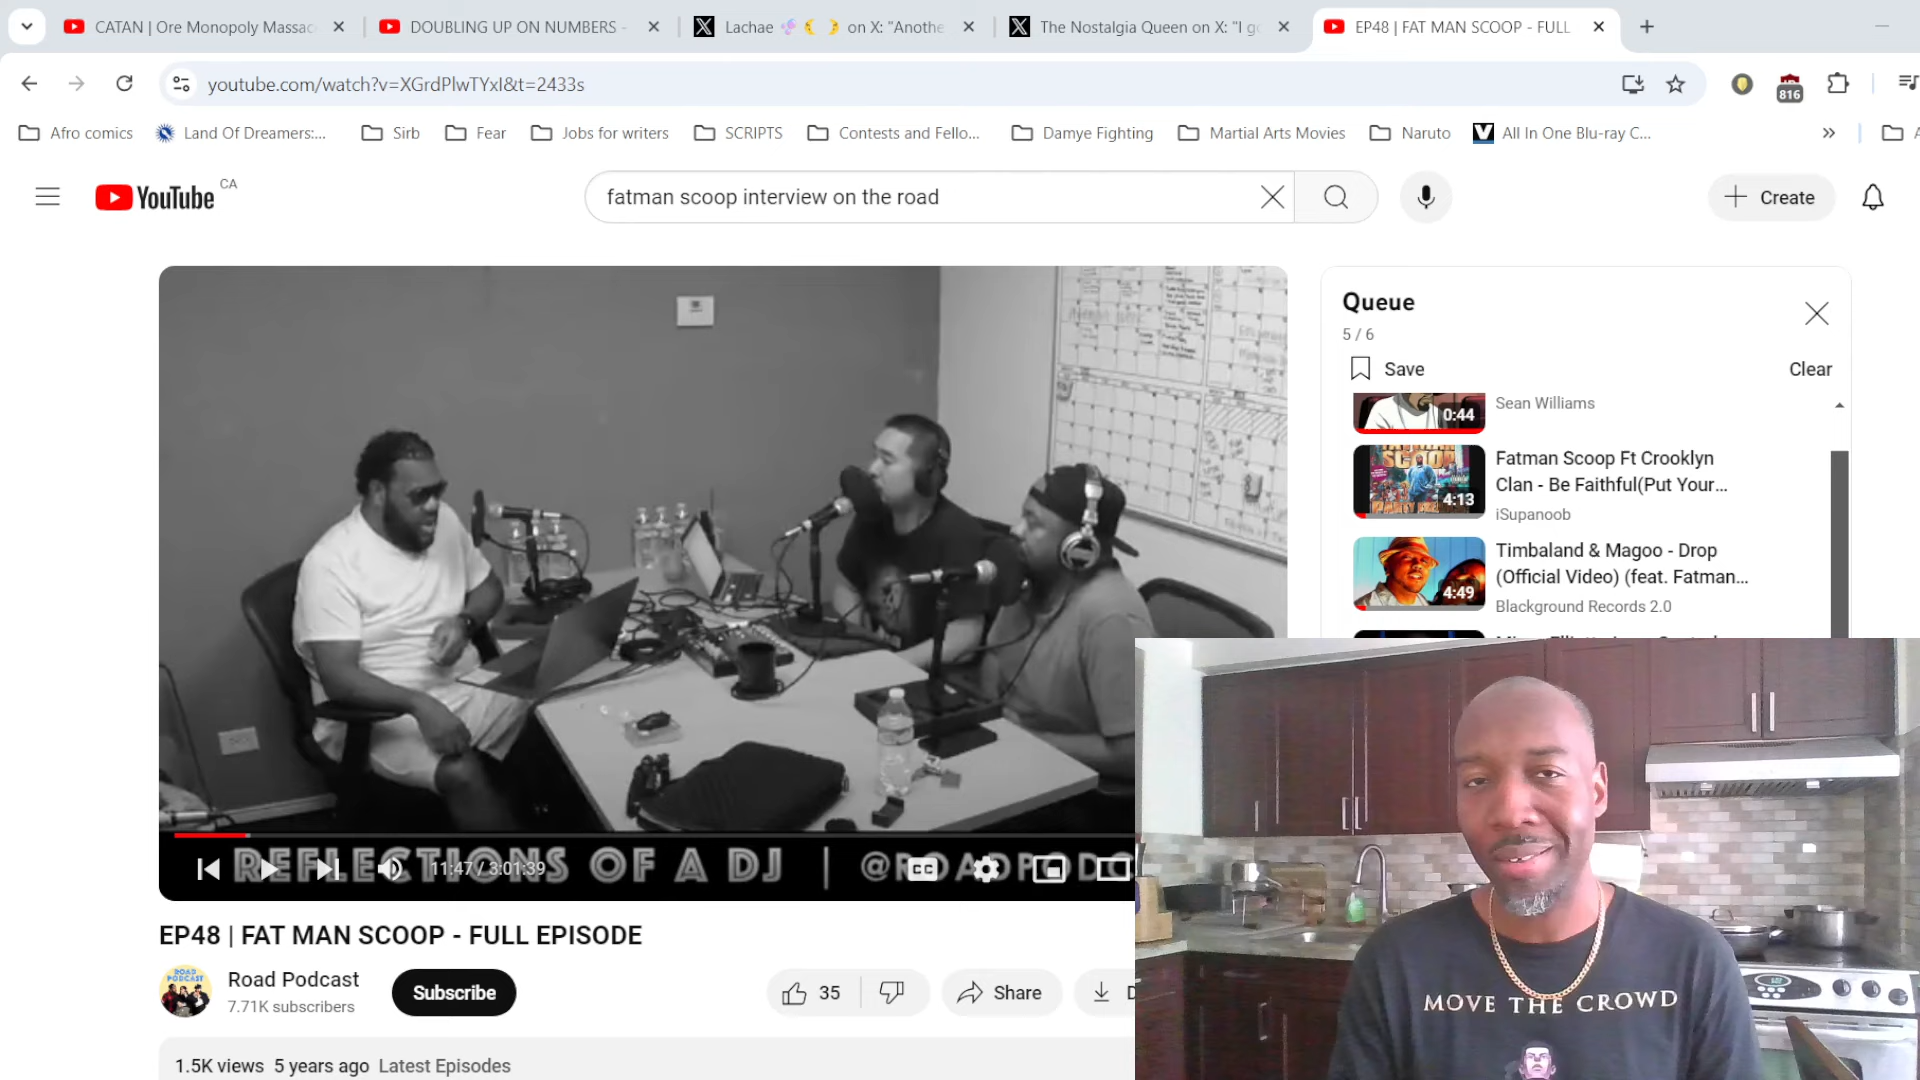 CATAN | Ore Monopoly Massac
DOUBLING UP ON NUMBERS -
Lachae on X: "Anothe
The Nostalgia Queen on X: "I go
EP48 | FAT MAN SCOOP - FULL
youtube.com/watch?v=XGrdPlwTYxI&t=2433s
816
Afro comics
Land Of Dreamers:...
Sirb
Fear
Jobs for writers
SCRIPTS
Contests and Fello...
Damye Fighting
Martial Arts Movies
Naruto
All In One Blu-ray C...
YouTube CA
fatman scoop interview on the road
Create
Queue
5 / 6
Save
Clear
0:44
Sean Williams
SCOOP
4:13
Fatman Scoop Ft Crooklyn
Clan - Be Faithful(Put Your...
iSupanoob
4:49
Timbaland & Magoo - Drop
(Official Video) (feat. Fatman...
Blackground Records 2.0
REFLECTIONS OF A DJ | @ROADPODC
11:47 / 3:01:39
CC
EP48 | FAT MAN SCOOP - FULL EPISODE
ROAD
PODCAST
Road Podcast
7.71K subscribers
Subscribe
35
Share
D
1.5K views 5 years ago Latest Episodes
MOVE THE CROWD